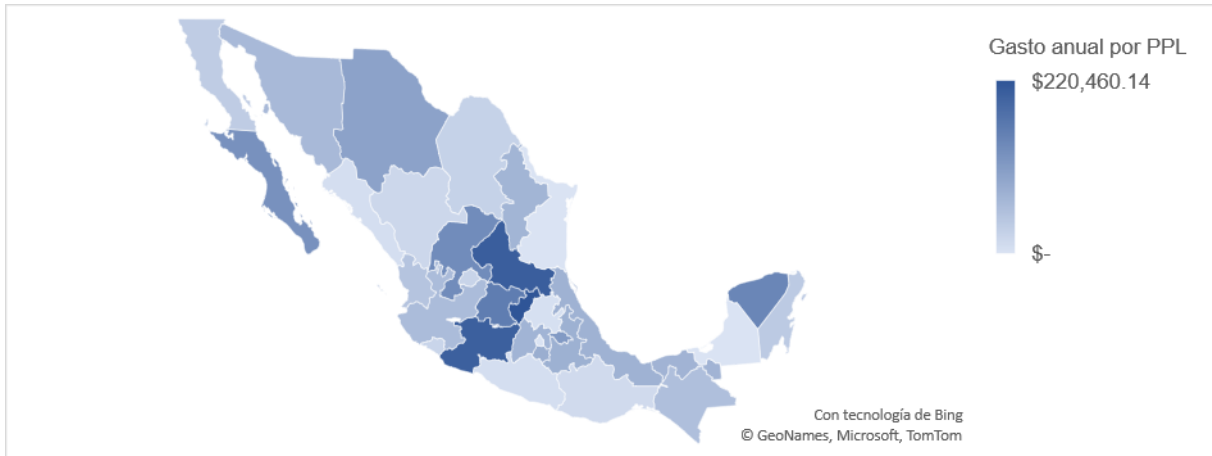 Gasto anual por PPL
$220,460.14
$-
Con tecnología de Bing
© GeoNames, Microsoft, TomTom